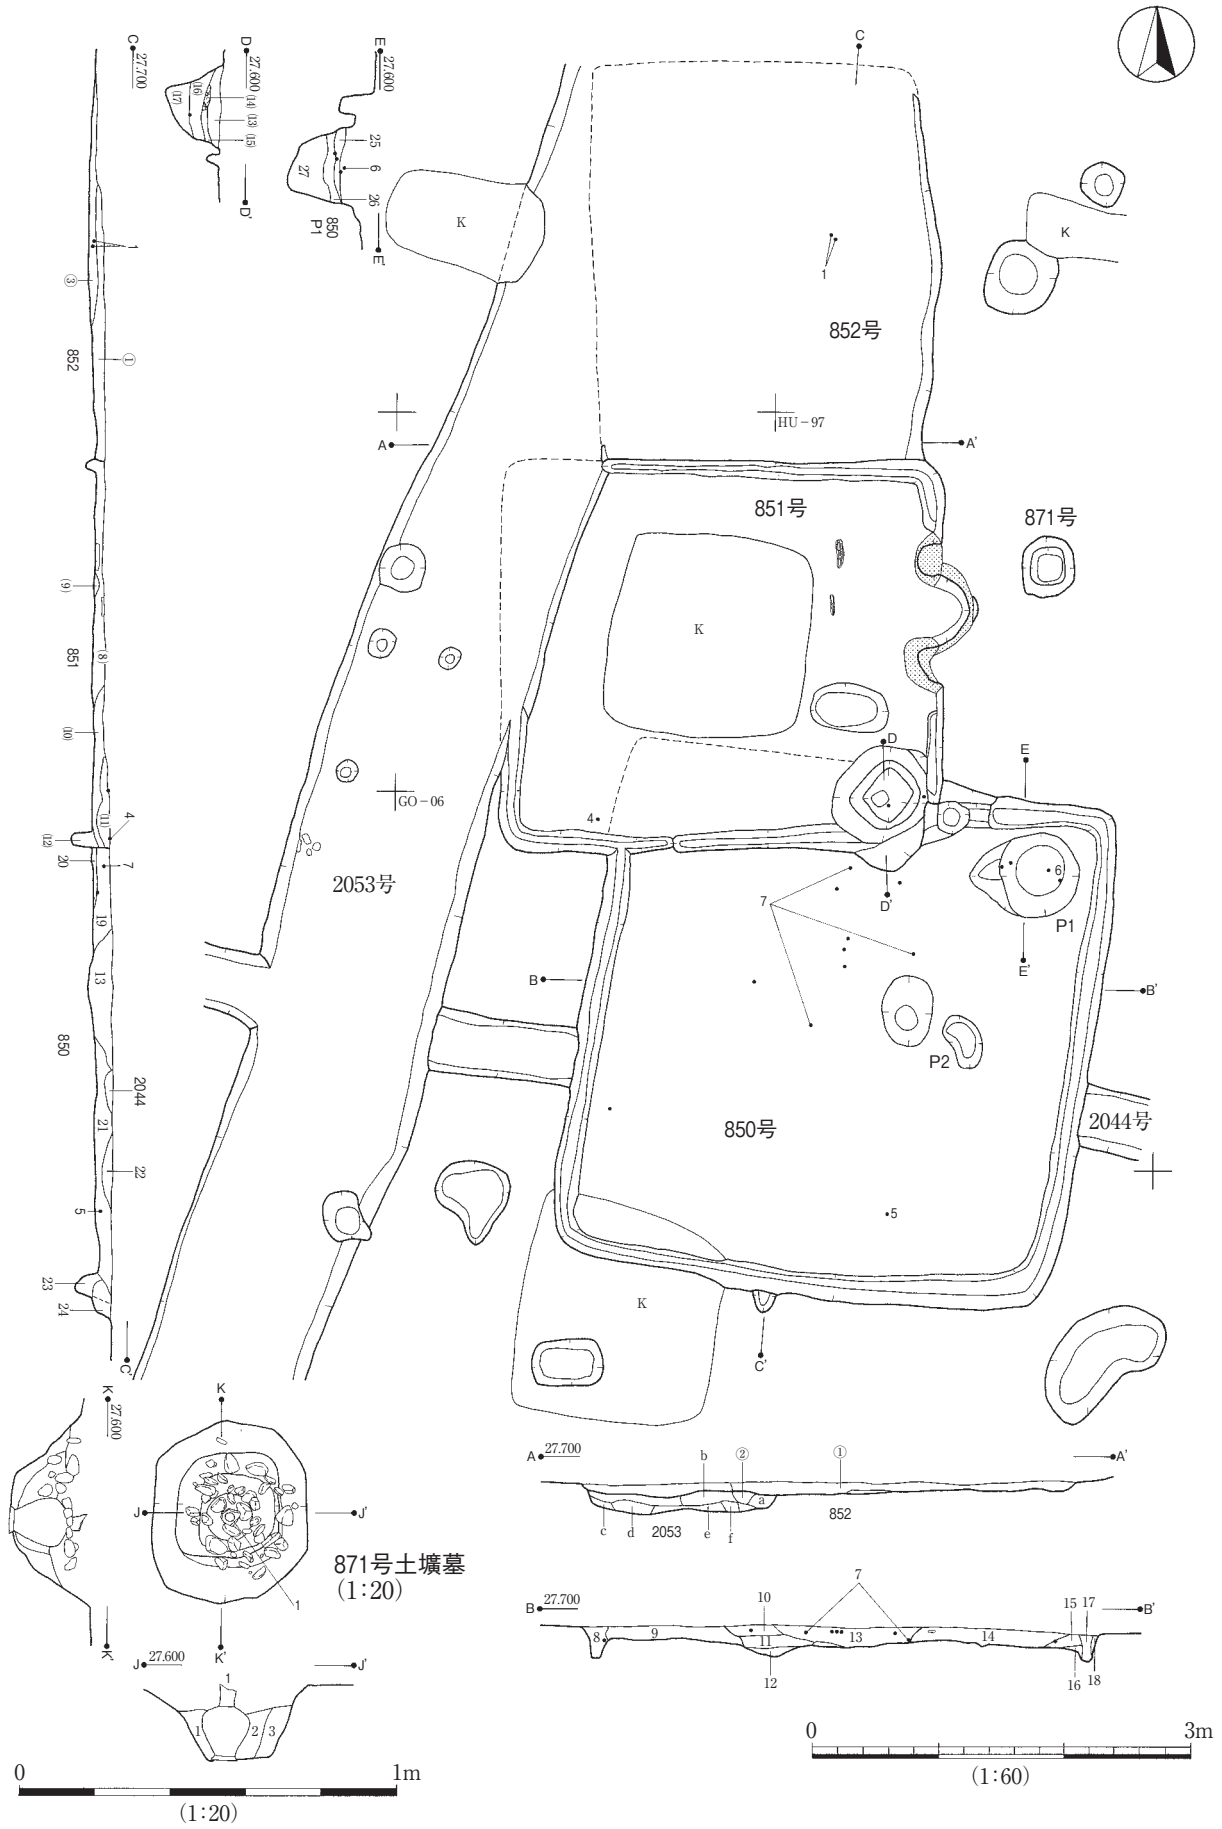 C
27.700
D
27.600
E
27.600
(17)
(16)
(14)
(13)
(15)
D'
27
25
6
26
850
P1
E'
1
③
852
①
(9)
851
(8)
(10)
(11)
4
(12)
20
7
19
13
850
2044
21
22
5
23
24
C'
C
K
K
1
852号
HU-97
A
A'
851号
871号
K
D
E
GO-06
4
2053号
7
D'
6
P1
E'
B
B'
P2
850号
2044号
5
K
C'
K
27.600
K'
K
J
J'
1
K'
871号土壙墓
(1:20)
J
27.600
J'
1
1
2
3
A
27.700
b
②
①
A'
a
c
d
2053
e
f
852
B
27.700
10
7
15
17
B'
8
9
11
13
14
12
16
18
0
1m
(1:20)
0
3m
(1:60)